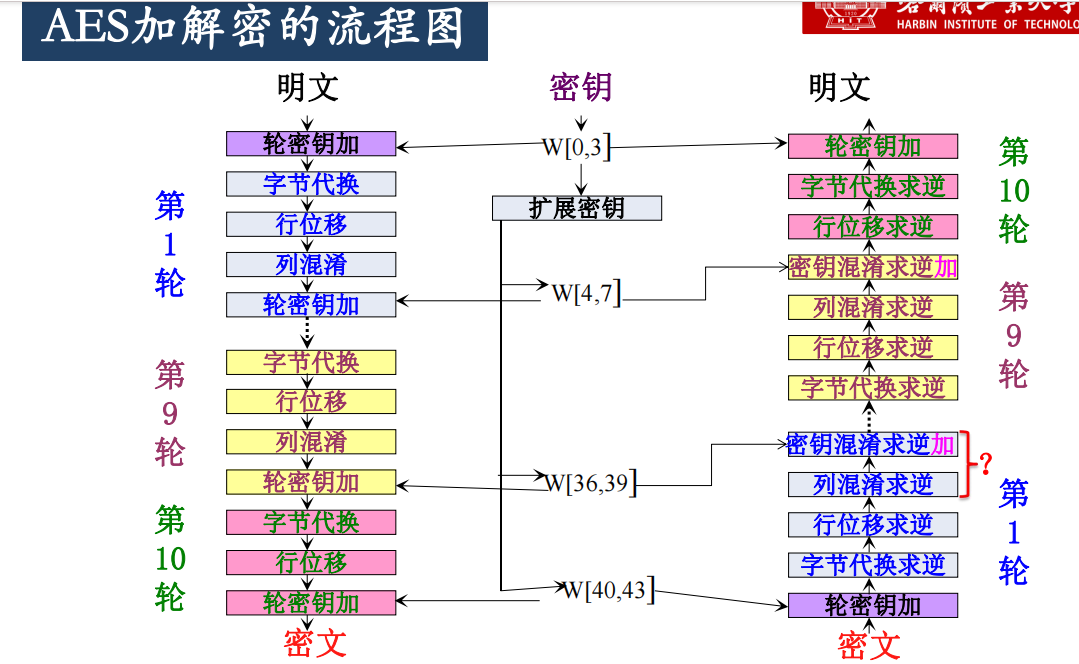 AES加解密的流程图
HARBIN INSTITUTE OF TECHNOLO
明文
密钥
明文
轮密钥加
字节代换
行位移
列混淆
轮密钥加
第
1
轮
字节代换
行位移
列混淆
轮密钥加
第
9
轮
字节代换
行位移
轮密钥加
第
10
轮
密文
W[0,3]
扩展密钥
W[4,7]
W[36,39]
W[40,43]
轮密钥加
字节代换求逆
行位移求逆
第
10
轮
密钥混淆求逆加
列混淆求逆
行位移求逆
字节代换求逆
第
9
轮
密钥混淆求逆加
列混淆求逆
?
行位移求逆
字节代换求逆
第
1
轮
轮密钥加
密文